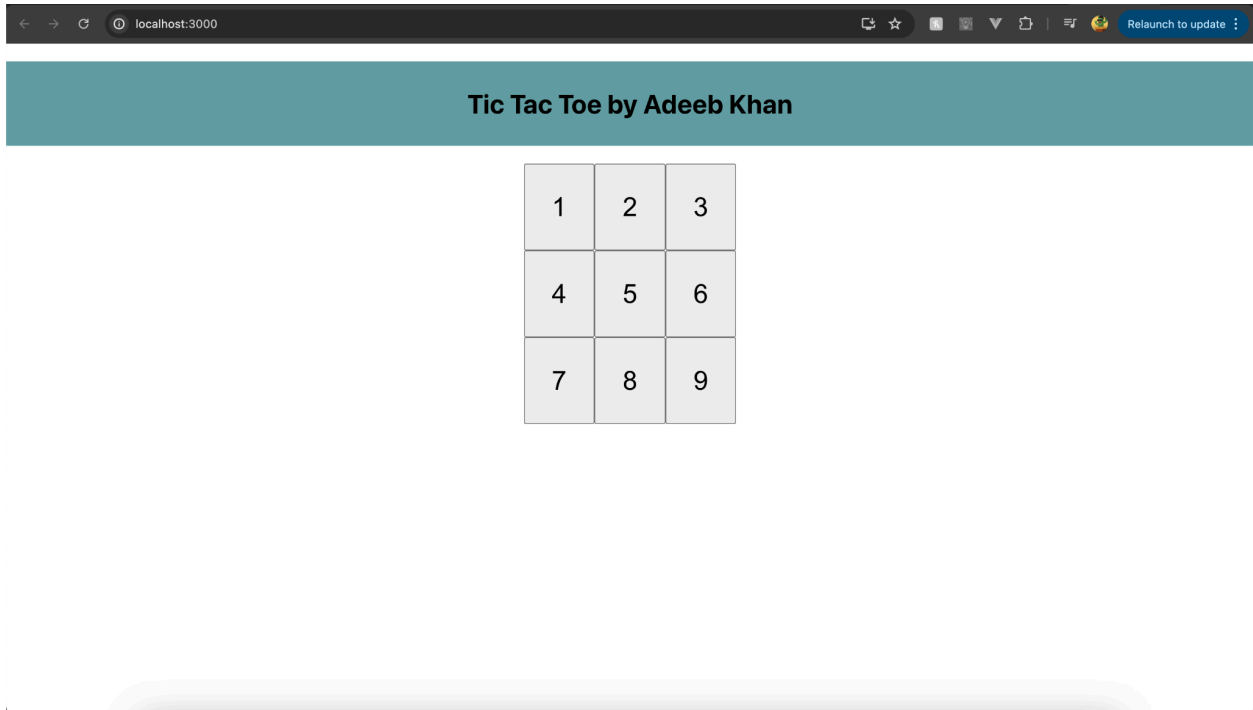 localhost:3000
Relaunch to update
Tic Tac Toe by Adeeb Khan
1 2 3
4 5 6
7 8 9